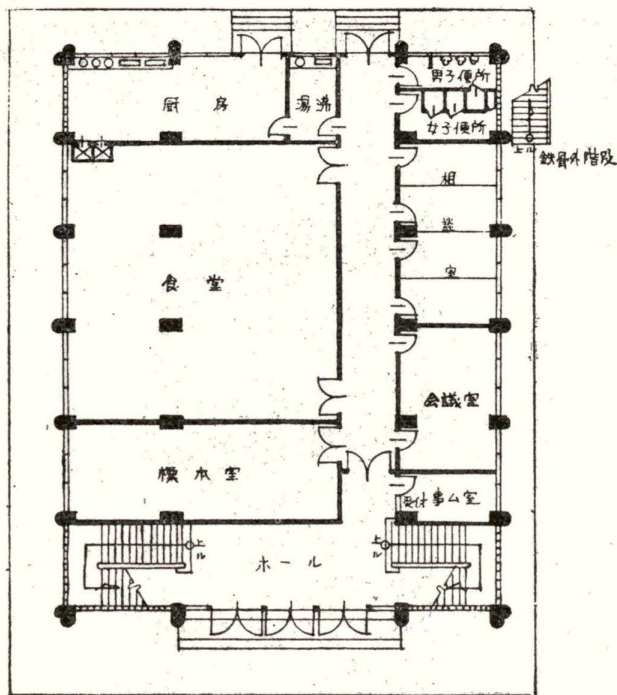 厨房
湯沸
男子便所
女子便所
上ル
鉄骨外階段
相談室
食堂
会議室
標本室
受付事ム室
上ル
ホール
上ル